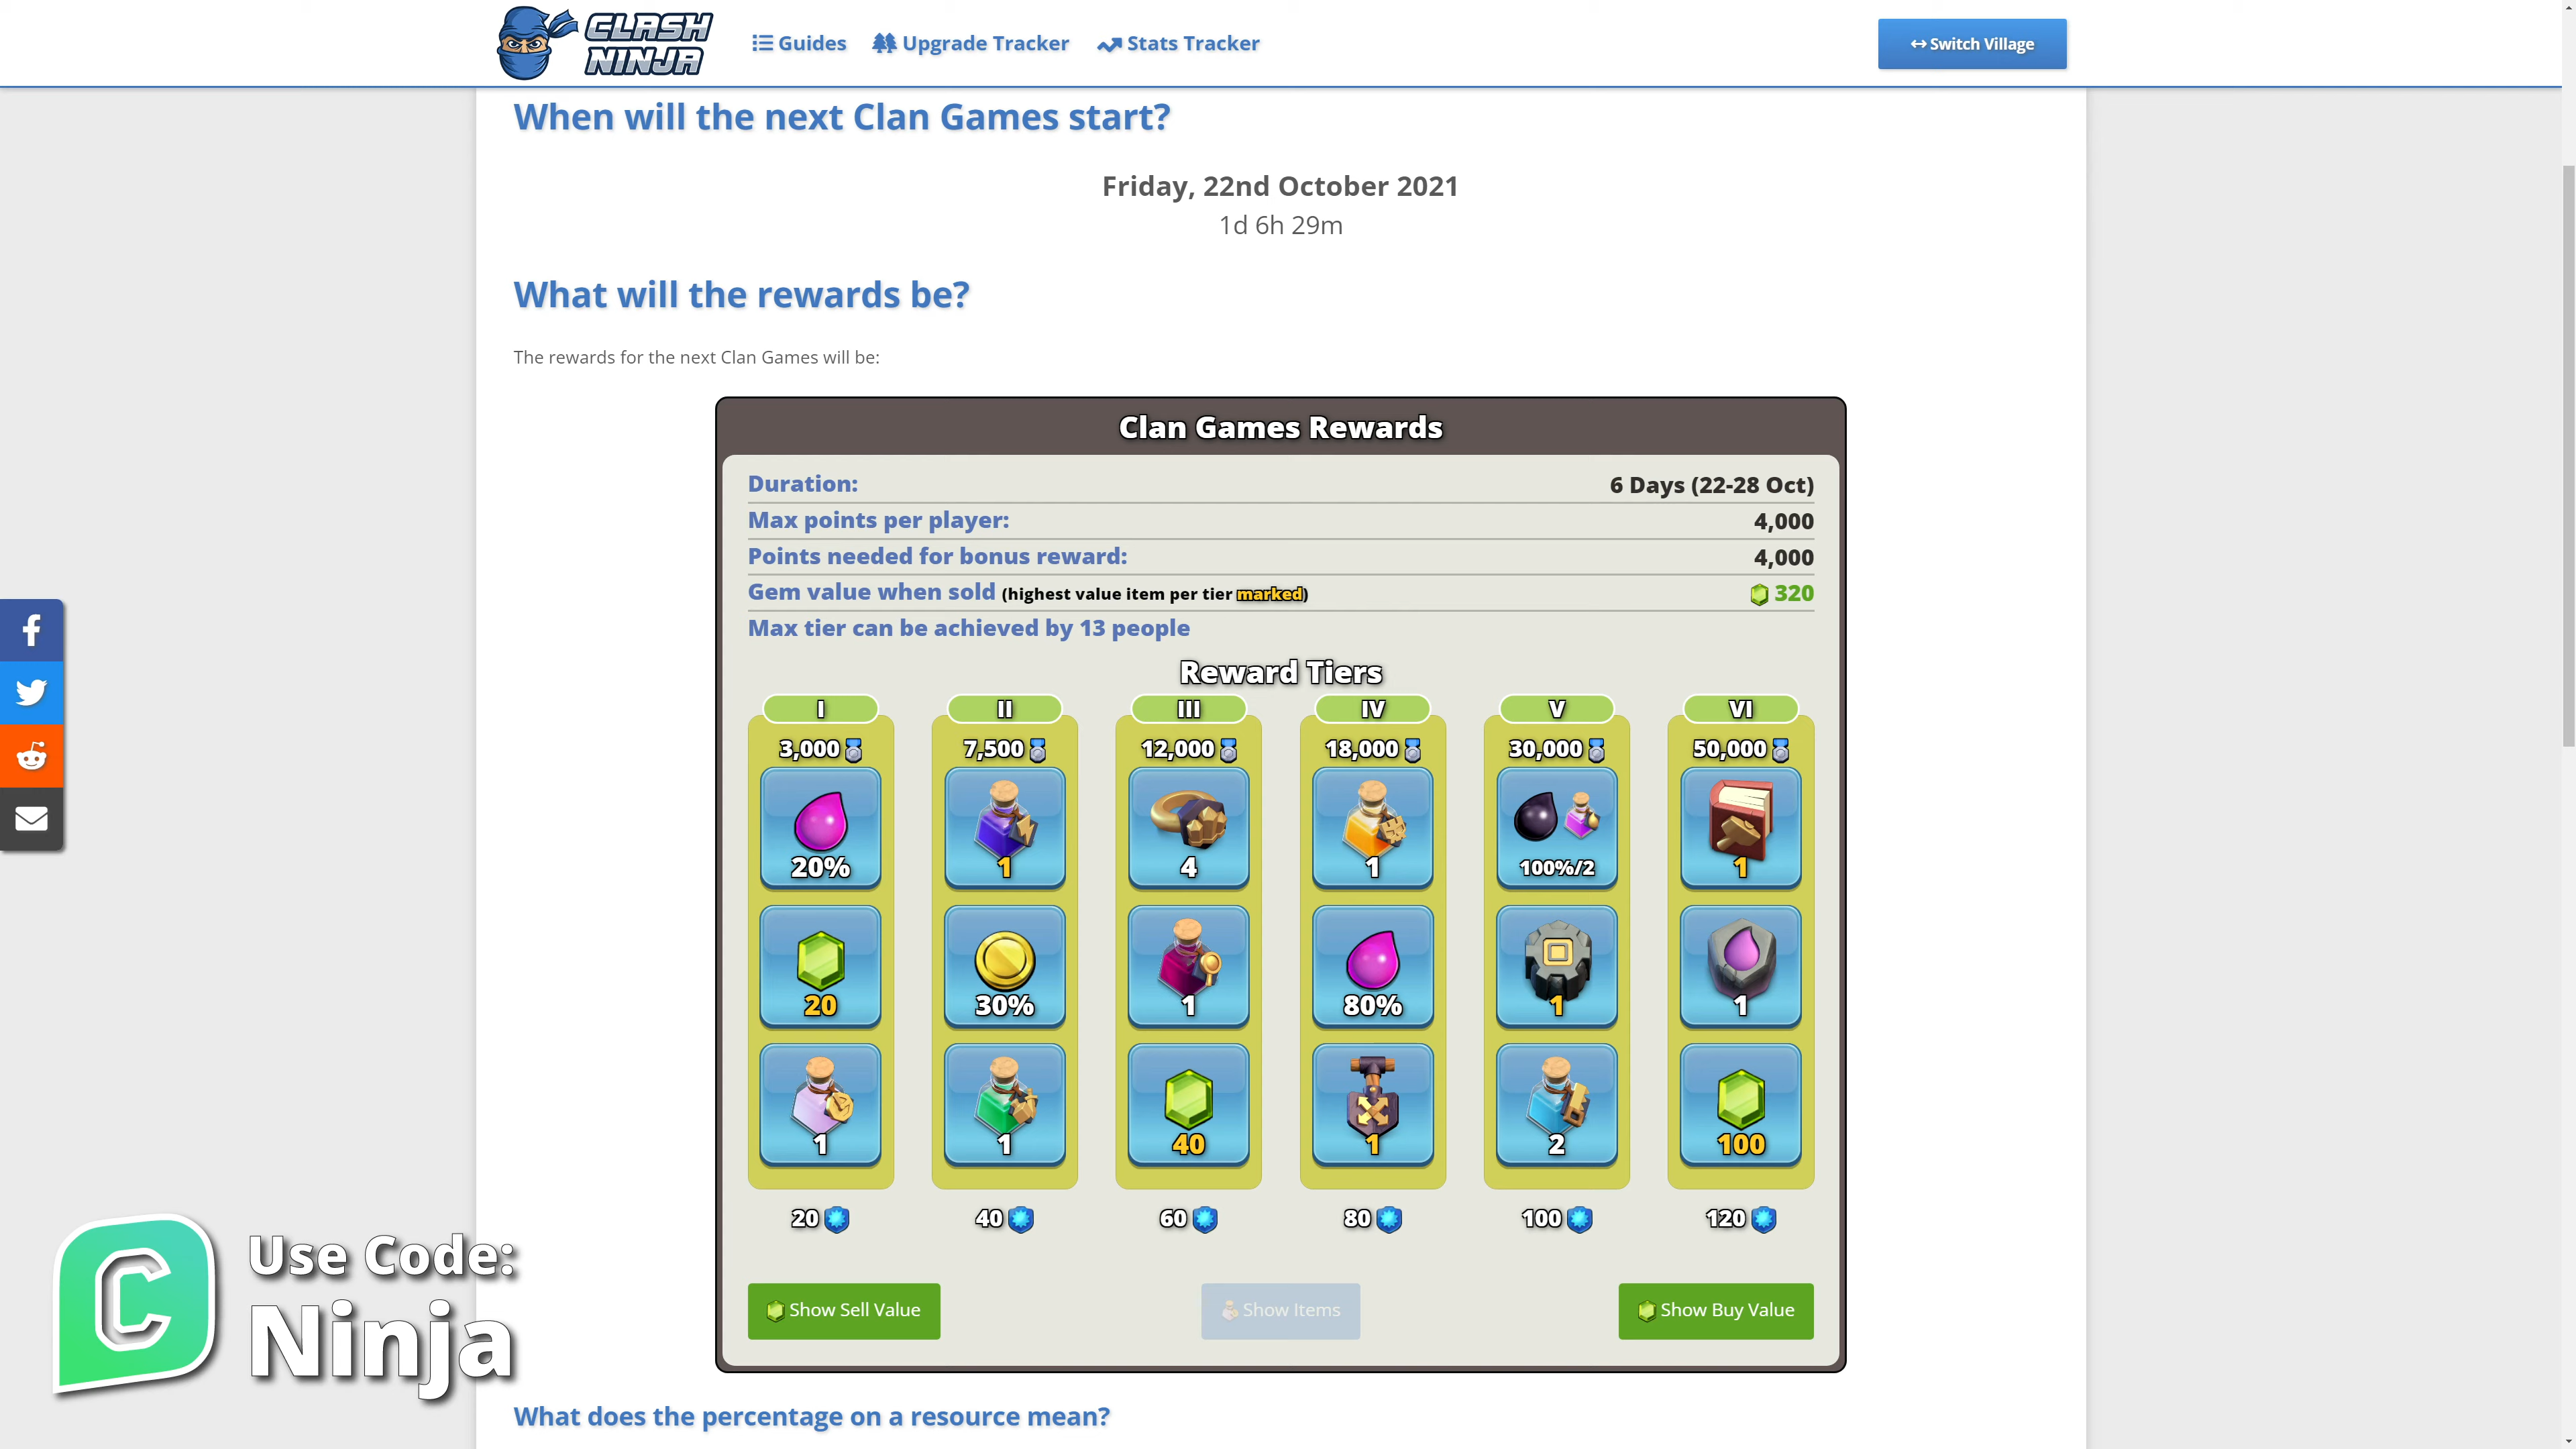 CLASH
NINJA
Guides
Upgrade Tracker
Stats Tracker
Switch Village
When will the next Clan Games start?
Friday, 22nd October 2021
1d 6h 29m
What will the rewards be?
The rewards for the next Clan Games will be:
Clan Games Rewards
Duration: 6 Days (22-28 Oct)
Max points per player: 4,000
Points needed for bonus reward: 4,000
Gem value when sold (highest value item per tier marked) 320
Max tier can be achieved by 13 people
Reward Tiers
I II III IV V VI
3,000 7,500 12,000 18,000 30,000 50,000
20% 1 4 1 100%/2 1
20 30% 1 80% 1 1
1 1 40 1 2 100
20 40 60 80 100 120
Show Sell Value
Show Items
Show Buy Value
Use Code:
Ninja
What does the percentage on a resource mean?